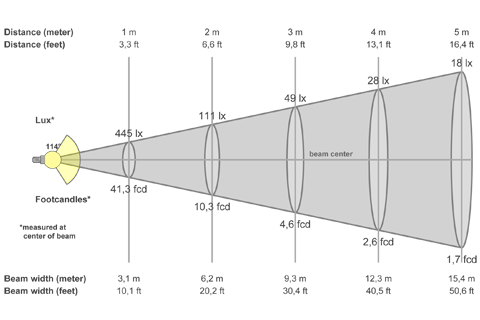 Distance (meter) 1 m 2 m 3 m 4 m 5 m
Distance (feet) 3,3 ft 6,6 ft 9,8 ft 13,1 ft 16,4 ft
18 lx
28 lx
49 lx
111 lx
Lux*
445 lx
114°
beam center
41,3 fcd
Footcandles*
10,3 fcd
4,6 fcd
*measured at
center of beam
2,6 fcd
1,7 fcd
Beam width (meter) 3,1 m 6,2 m 9,3 m 12,3 m 15,4 m
Beam width (feet) 10,1 ft 20,2 ft 30,4 ft 40,5 ft 50,6 ft